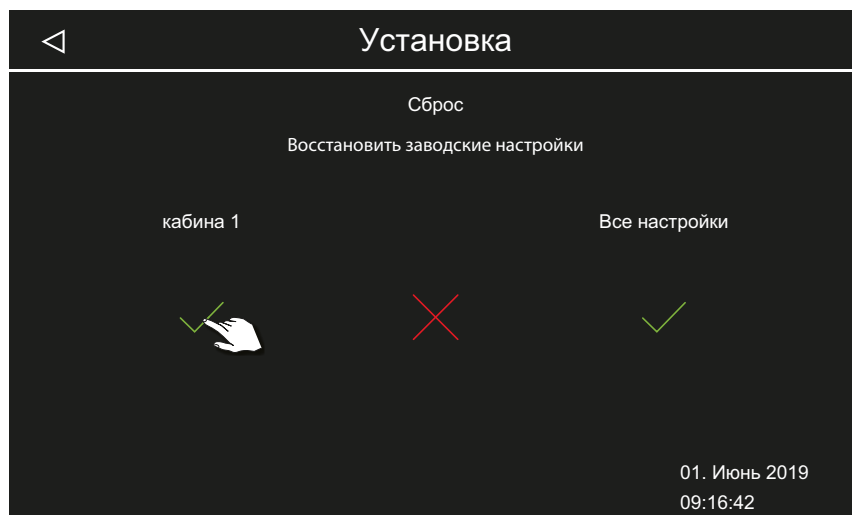 Установка
Сброс
Восстановить заводские настройки
кабина 1
Все настройки
01. Июнь 2019
09:16:42